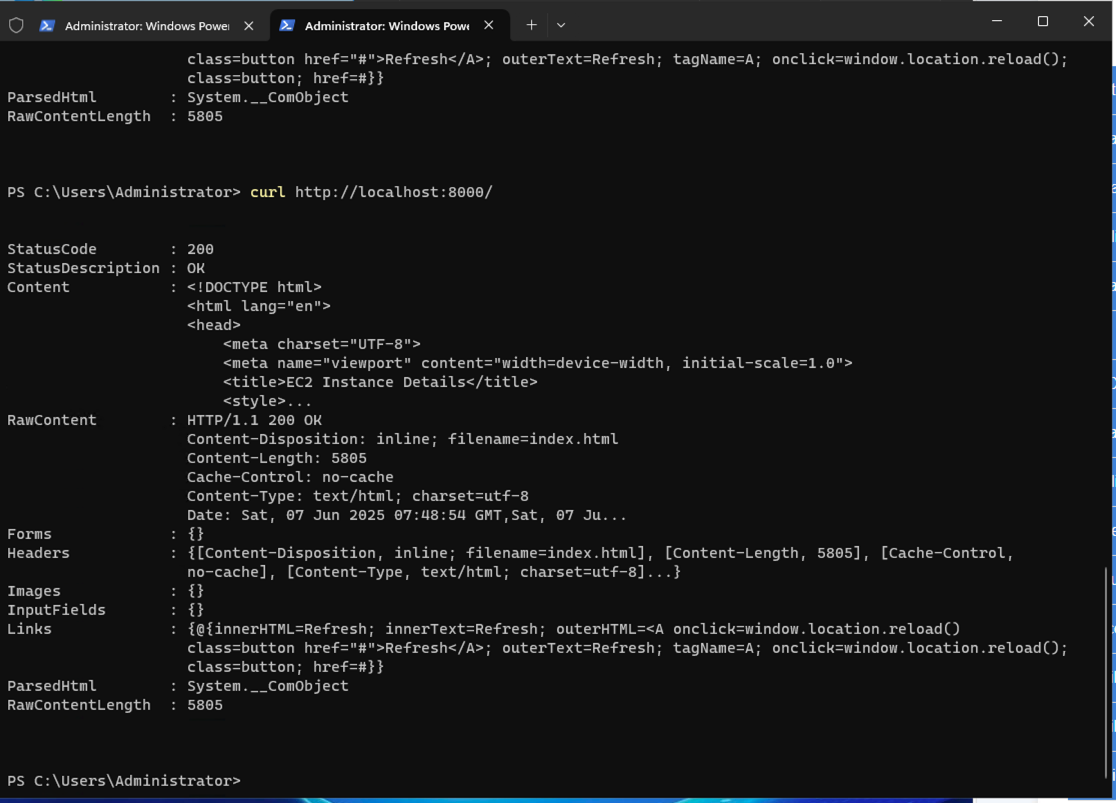 Administrator: Windows Power
Administrator: Windows Powe
class=button href="#">Refresh</A>; outerText=Refresh; tagName=A; onclick=window.location.reload();
class=button; href=#}}
ParsedHtml : System.__ComObject
RawContentLength : 5805
PS C:\Users\Administrator> curl http://localhost:8000/
StatusCode : 200
StatusDescription : OK
Content : <!DOCTYPE html>
<html lang="en">
<head>
<meta charset="UTF-8">
<meta name="viewport" content="width=device-width, initial-scale=1.0">
<title>EC2 Instance Details</title>
<style>...
RawContent : HTTP/1.1 200 OK
Content-Disposition: inline; filename=index.html
Content-Length: 5805
Cache-Control: no-cache
Content-Type: text/html; charset=utf-8
Date: Sat, 07 Jun 2025 07:48:54 GMT,Sat, 07 Ju...
Forms : {}
Headers : {[Content-Disposition, inline; filename=index.html], [Content-Length, 5805], [Cache-Control,
no-cache], [Content-Type, text/html; charset=utf-8]...}
Images : {}
InputFields : {}
Links : {@{innerHTML=Refresh; innerText=Refresh; outerHTML=<A onclick=window.location.reload()
class=button href="#">Refresh</A>; outerText=Refresh; tagName=A; onclick=window.location.reload();
class=button; href=#}}
ParsedHtml : System.__ComObject
RawContentLength : 5805
PS C:\Users\Administrator>